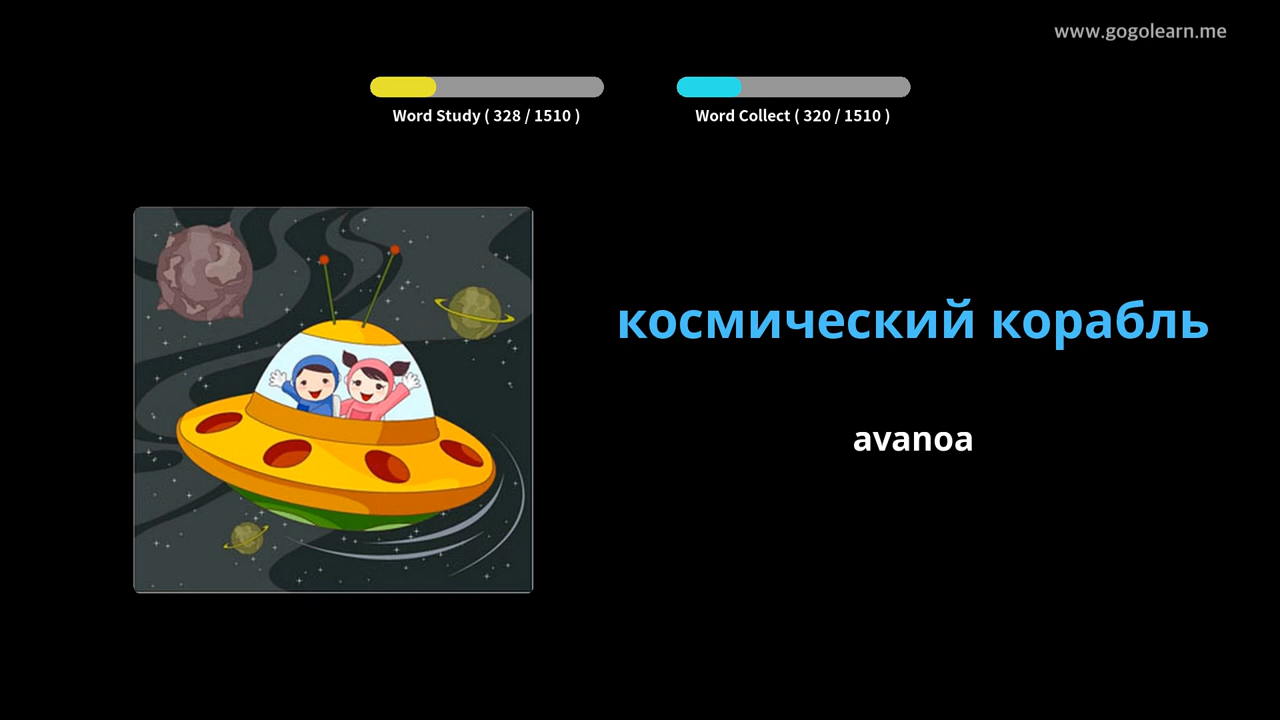 www.gogolearn.me
Word Study ( 328 / 1510 )
Word Collect ( 320 / 1510 )
космический корабль
avanoa